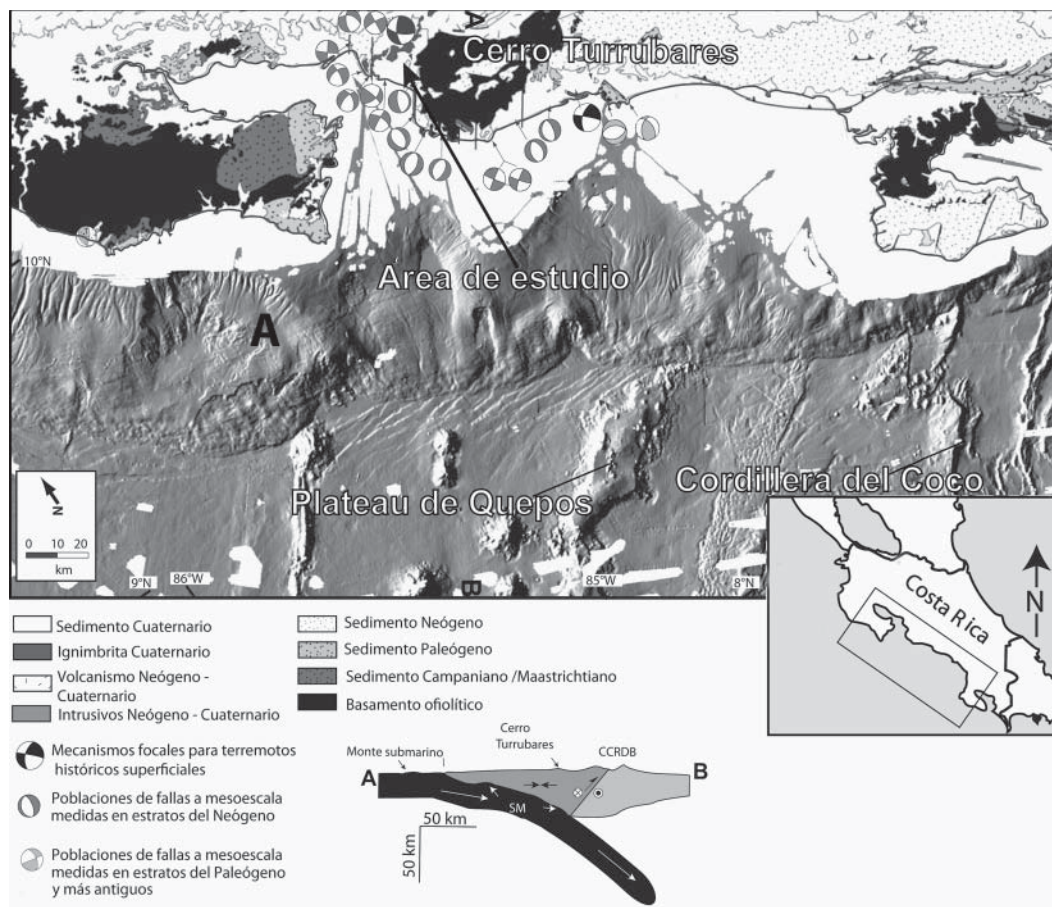 A
Cerro Turrubares
10°N
Area de estudio
A
Plateau de Quepos
Cordillera del Coco
N
0 10 20
km
9°N
86°W
B
85°W
8°N
Costa Rica
N
Sedimento Cuaternario
Ignimbrita Cuaternario
Volcanismo Neógeno -
Cuaternario
Intrusivos Neógeno - Cuaternario
Sedimento Neógeno
Sedimento Paleógeno
Sedimento Campaniano /Maastrichtiano
Basamento ofiolítico
Mecanismos focales para terremotos
históricos superficiales
Poblaciones de fallas a mesoescala
medidas en estratos del Neógeno
Poblaciones de fallas a mesoescala
medidas en estratos del Paleógeno
y más antiguos
Monte submarino
Cerro
Turrubares
CCRDB
A
B
SM
50 km
50 km